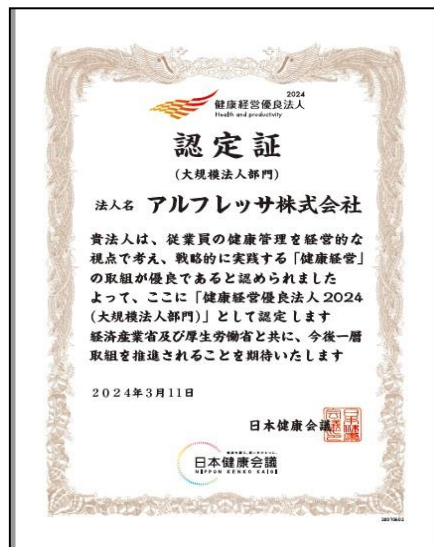 2024
健康経営優良法人
Health and productivity
認定証
(大規模法人部門)
法人名 アルフレッサ株式会社
貴法人は、従業員の健康管理を経営的な
視点で考え、戦略的に実践する「健康経営」
の取組が優良であると認められました
よって、ここに「健康経営優良法人2024
(大規模法人部門)」として認定します
経済産業省及び厚生労働省と共に、今後一層
取組を推進されることを期待いたします
2024年3月11日
日本健康会議
日本健康会議
NIPPON KENKO KAIGI